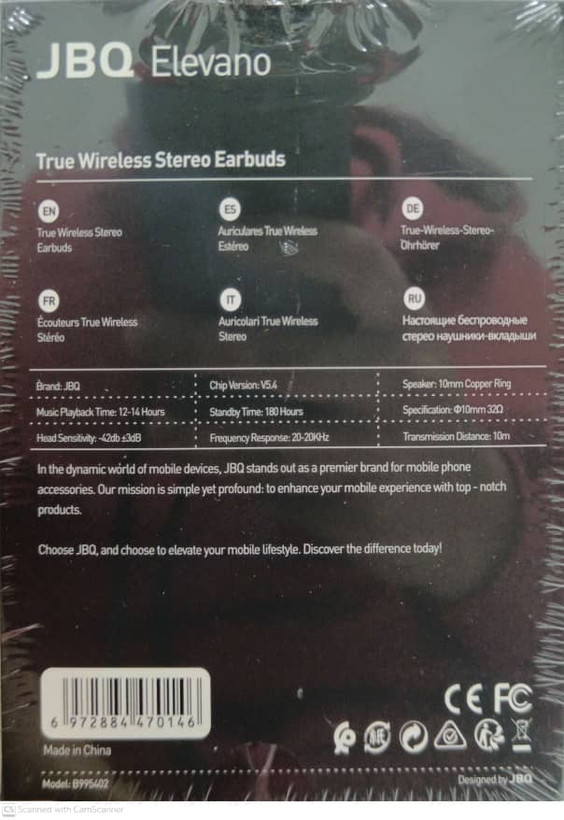 JBQ Elevano
True Wireless Stereo Earbuds
EN
True Wireless Stereo
Earbuds
ES
Auriculares True Wireless
Estéreo
DE
True-Wireless-Stereo-
Ohrhörer
FR
Écouteurs True Wireless
Stéréo
IT
Auricolari True Wireless
Stereo
RU
Настоящие беспроводные
стерео наушники-вкладыши
Brand: JBQ
Chip Version: V5.4
Speaker: 10mm Copper Ring
Music Playback Time: 12-14 Hours
Standby Time: 180 Hours
Specification: Φ10mm 32Ω
Head Sensitivity: -42db ±3dB
Frequency Response: 20-20KHz
Transmission Distance: 10m
In the dynamic world of mobile devices, JBQ stands out as a premier brand for mobile phone
accessories. Our mission is simple yet profound: to enhance your mobile experience with top - notch
products.
Choose JBQ, and choose to elevate your mobile lifestyle. Discover the difference today!
6 972884 470146
CE FC
Made in China
Model: B995402
Designed by JBQ
CS Scanned with CamScanner